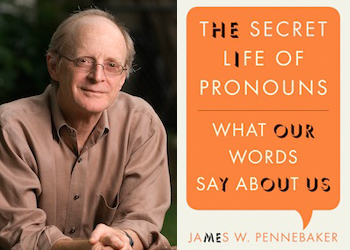 THE SECRET
LIFE OF
PRONOUNS
WHAT OUR
WORDS
SAY ABOUT US
JAMES W. PENNEBAKER